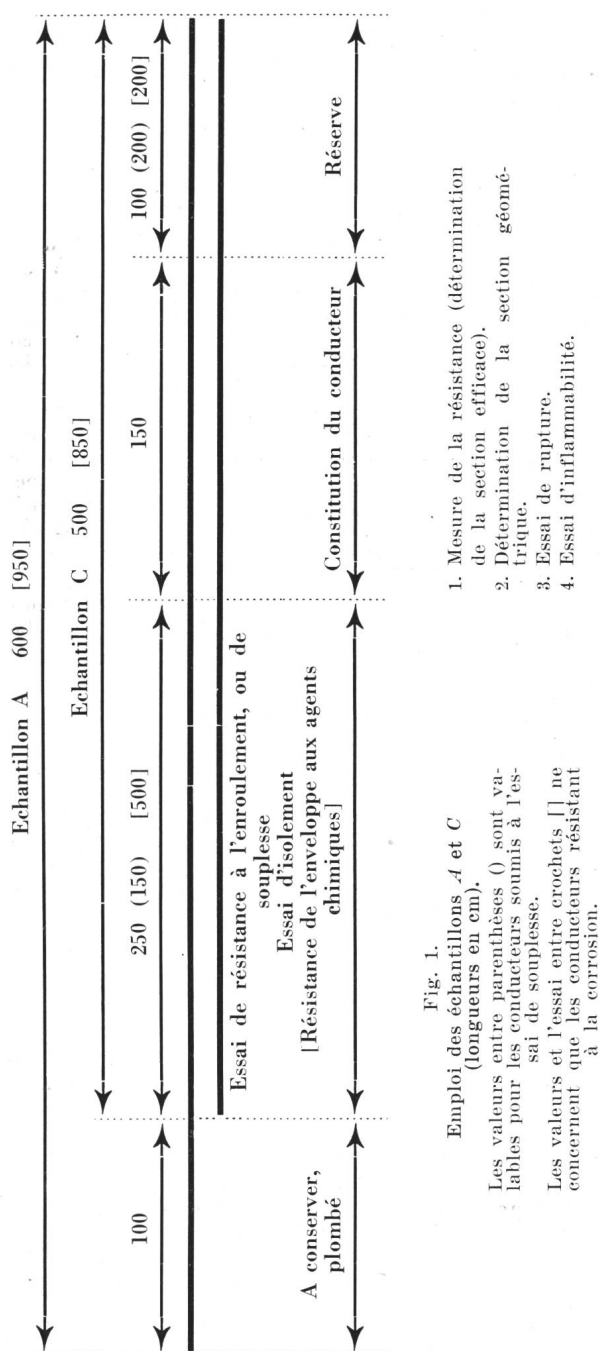 Echantillon A 600 [950]
Echantillon C 500 [850]
100
250 (150) [500]
150
100 (200) [200]
A conserver,
plombé
Essai de résistance à l'enroulement, ou de
souplesse
Essai d'isolement
[Résistance de l'enveloppe aux agents
chimiques]
Constitution du conducteur
Réserve
Fig. 1.
Emploi des échantillons A et C
(longueurs en cm).
Les valeurs entre parenthèses () sont va-
lables pour les conducteurs soumis à l'es-
sai de souplesse.
Les valeurs et l'essai entre crochets [] ne
concernent que les conducteurs résistant
à la corrosion.
1. Mesure de la résistance (détermination
de la section efficace).
2. Détermination de la section géomé-
trique.
3. Essai de rupture.
4. Essai d'inflammabilité.